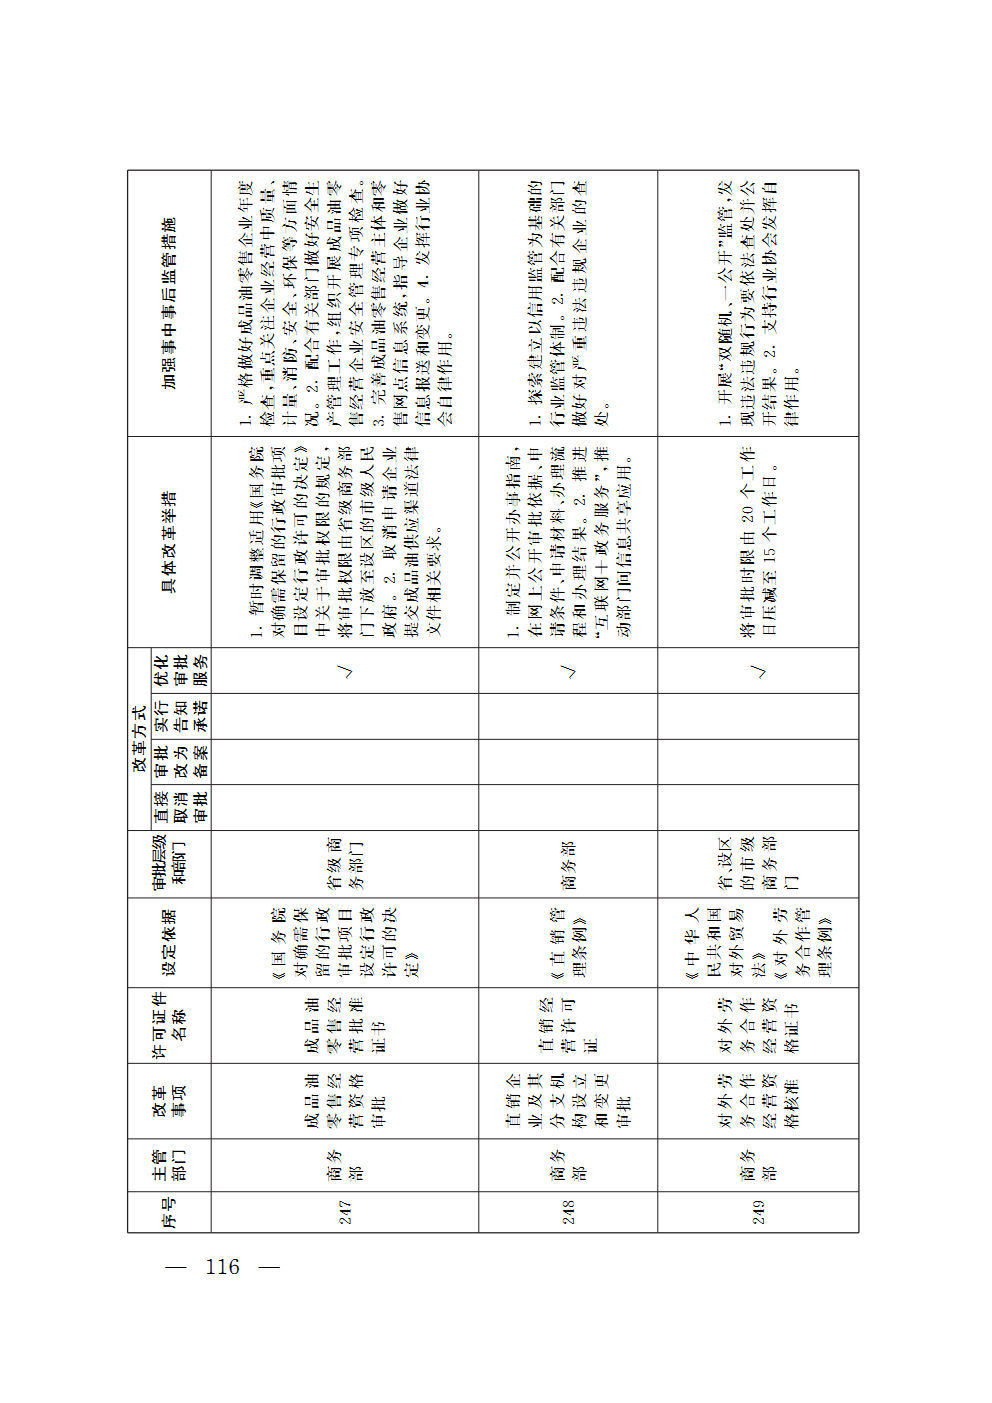 序号
主管
部门
改革
事项
许可证件
名称
设定依据
审批层级
和部门
改革方式
直接
取消
审批
审批
改为
备案
实行
告知
承诺
优化
审批
服务
具体改革举措
加强事中事后监管措施
247
商务
部
成品油
零售经
营资格
审批
成品油
零售经
营批准
证书
《国务院
对确需保
留的行政
审批项目
设定行政
许可的决
定》
省级商
务部门
√
1. 暂时调整适用《国务院
对确需保留的行政审批项
目设定行政许可的决定》
中关于审批权限的规定,
将审批权限由省级商务部
门下放至设区的市级人民
政府。2. 取消申请企业
提交成品油供应渠道法律
文件相关要求。
1. 严格做好成品油零售企业年度
检查,重点关注企业经营中质量、
计量、消防、安全、环保等方面情
况。2. 配合有关部门做好安全生
产管理工作,组织开展成品油零
售经营企业安全管理专项检查。
3. 完善成品油零售经营主体和零
售网点信息系统,指导企业做好
信息报送和变更。4. 发挥行业协
会自律作用。
248
商务
部
直销企
业及其
分支机
构设立
和变更
审批
直销经
营许可
证
《直销管
理条例》
商务部
√
1. 制定并公开办事指南,
在网上公开审批依据、申
请条件、申请材料、办理流
程和办理结果。2. 推进
“互联网+政务服务”,推
动部门间信息共享应用。
1. 探索建立以信用监管为基础的
行业监管体制。2. 配合有关部门
做好对严重违法违规企业的查
处。
249
商务
部
对外劳
务合作
经营资
格核准
对外劳
务合作
经营资
格证书
《中华人
民共和国
对外贸易
法》
《对外劳
务合作管
理条例》
省、设区
的市级
商务部
门
√
将审批时限由 20 个工作
日压减至 15 个工作日。
1. 开展“双随机、一公开”监管,发
现违法违规行为要依法查处并公
开结果。2. 支持行业协会发挥自
律作用。
— 116 —